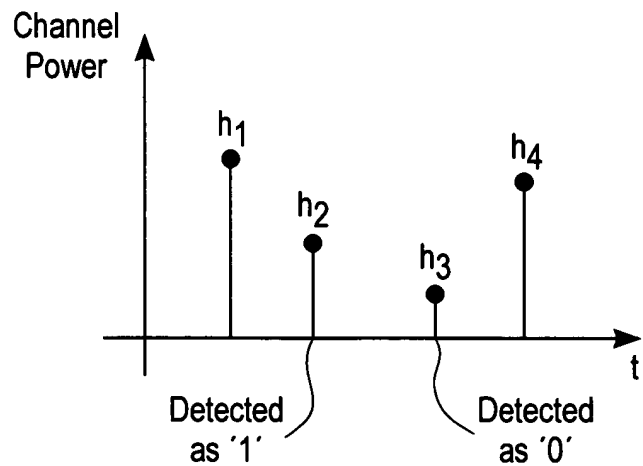 Channel
Power
h1
h2
h3
h4
t
Detected
as ´1´
Detected
as ´0´